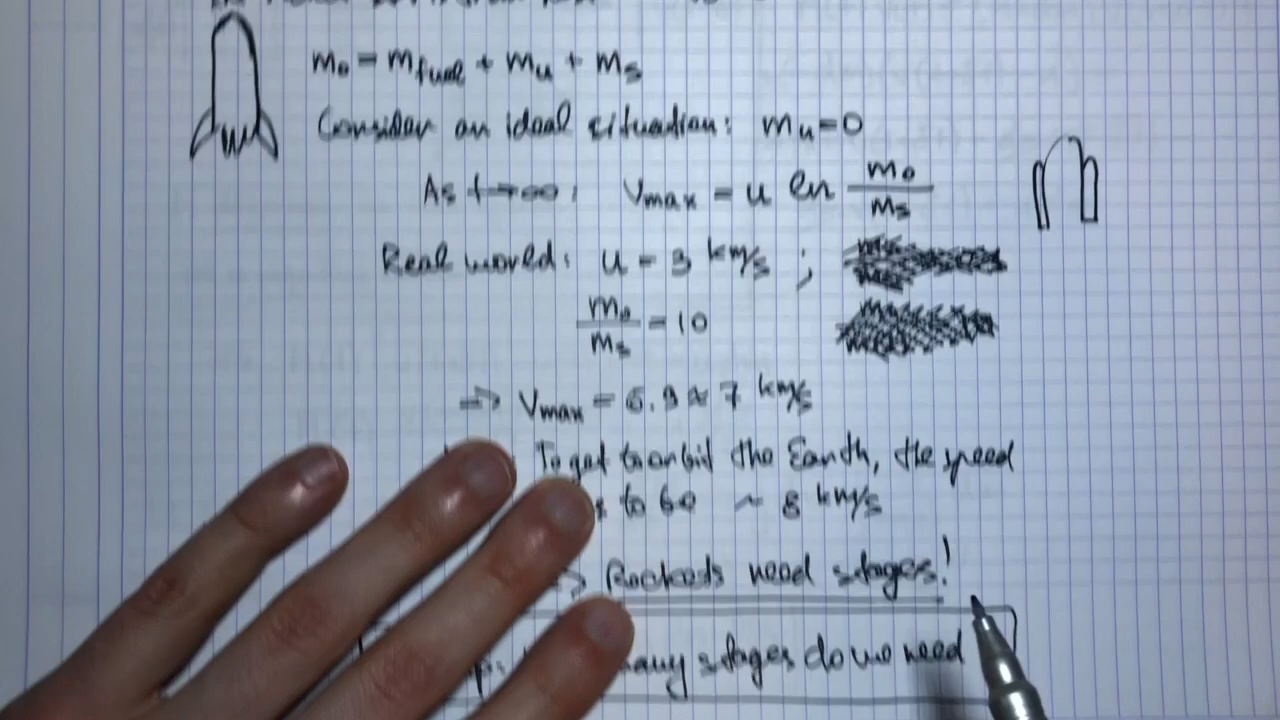 m₀ = m_fuel + m_u + m_s
Consider an ideal situation: m_u = 0
As t→∞: V_max = u ln m₀/m_s
Real world: u = 3 km/s ;
m₀/m_s = 10
=> V_max = 6.9 ≈ 7 km/s
To get to orbit the Earth, the speed
to be ~ 8 km/s
=> Rockets need stages!
many stages do we need